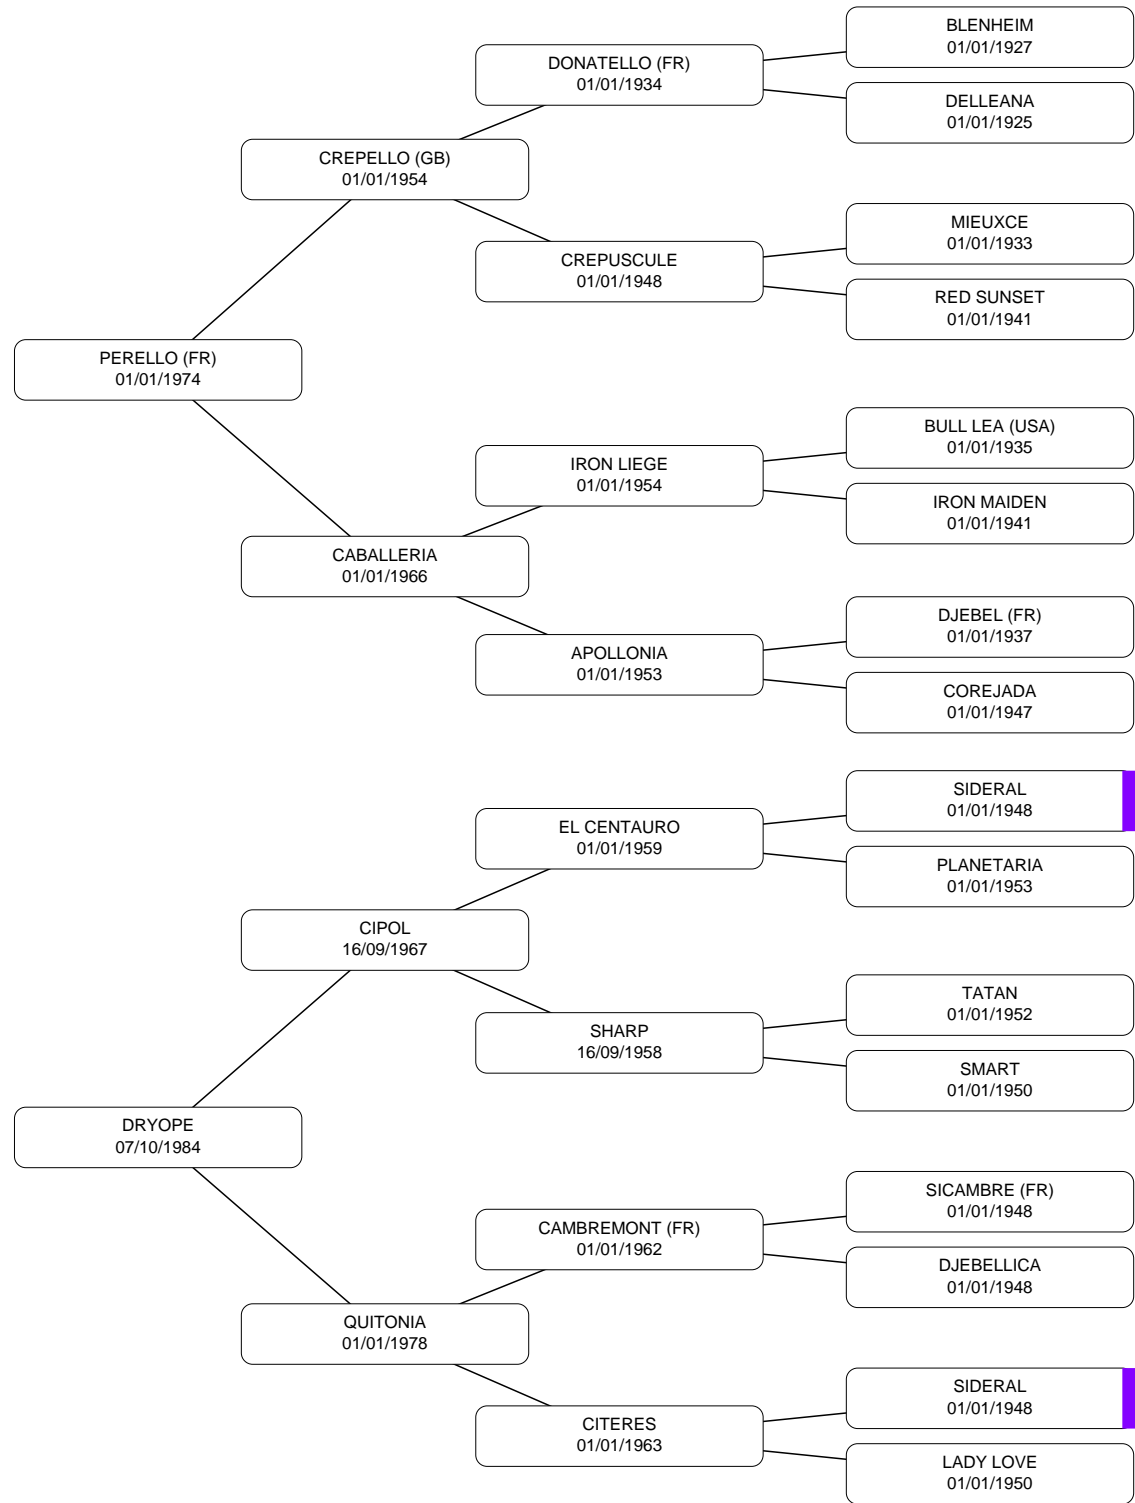 BLENHEIM
01/01/1927
DONATELLO (FR)
01/01/1934
DELLEANA
01/01/1925
CREPELLO (GB)
01/01/1954
MIEUXCE
01/01/1933
CREPUSCULE
01/01/1948
RED SUNSET
01/01/1941
PERELLO (FR)
01/01/1974
BULL LEA (USA)
01/01/1935
IRON LIEGE
01/01/1954
IRON MAIDEN
01/01/1941
CABALLERIA
01/01/1966
DJEBEL (FR)
01/01/1937
APOLLONIA
01/01/1953
COREJADA
01/01/1947
SIDERAL
01/01/1948
EL CENTAURO
01/01/1959
PLANETARIA
01/01/1953
CIPOL
16/09/1967
TATAN
01/01/1952
SHARP
16/09/1958
SMART
01/01/1950
DRYOPE
07/10/1984
SICAMBRE (FR)
01/01/1948
CAMBREMONT (FR)
01/01/1962
DJEBELLICA
01/01/1948
QUITONIA
01/01/1978
SIDERAL
01/01/1948
CITERES
01/01/1963
LADY LOVE
01/01/1950